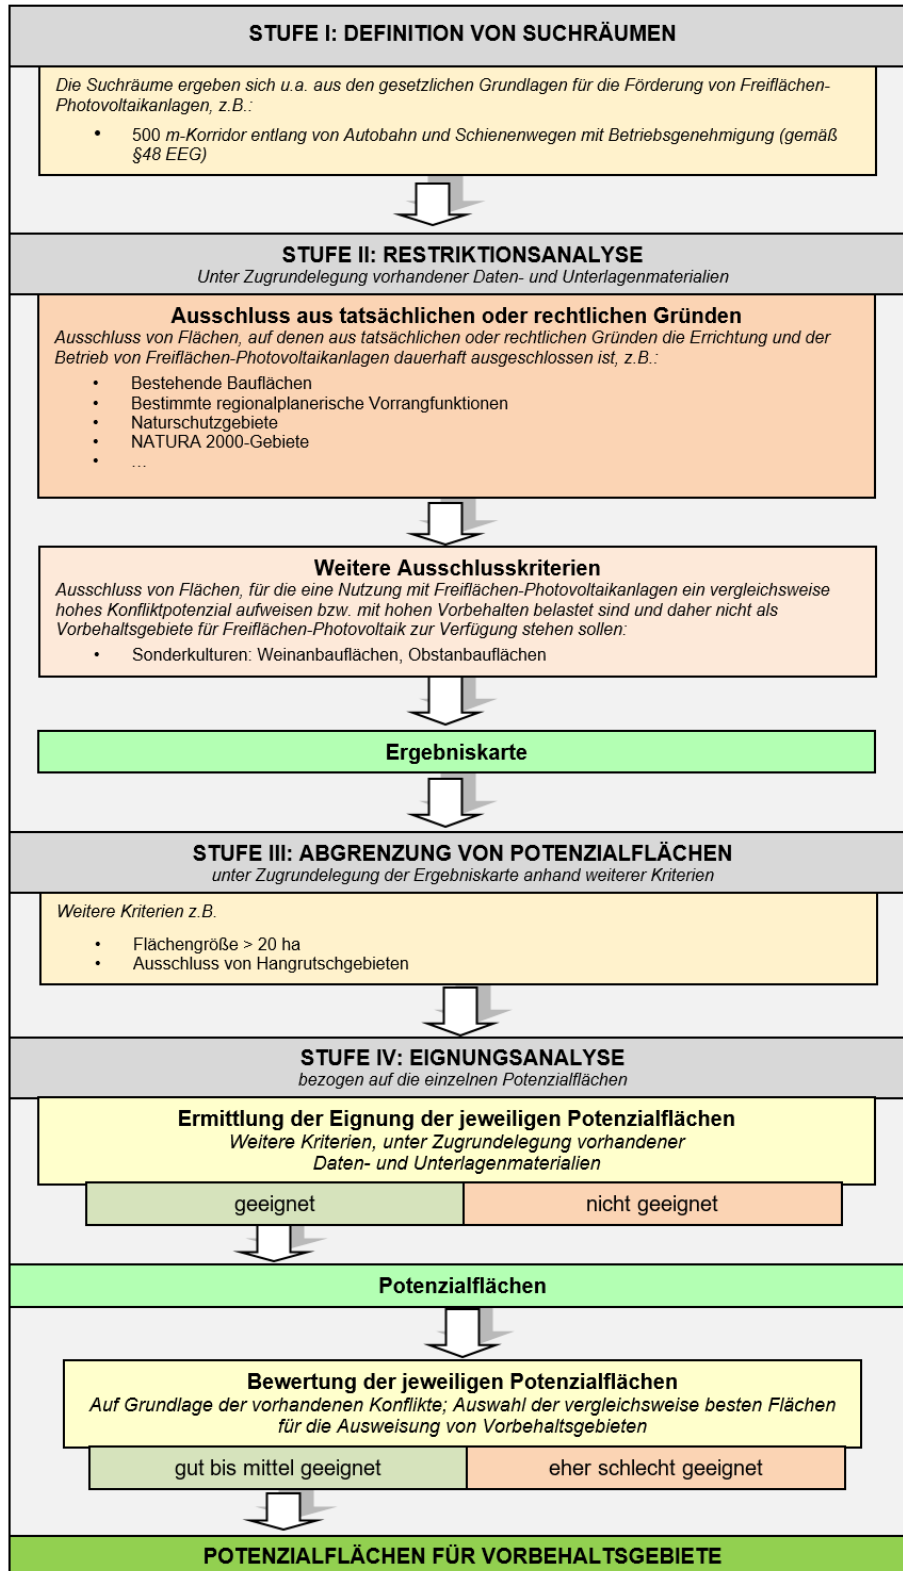 STUFE I: DEFINITION VON SUCHRÄUMEN
Die Suchräume ergeben sich u.a. aus den gesetzlichen Grundlagen für die Förderung von Freiflächen-
Photovoltaikanlagen, z.B.:
• 500 m-Korridor entlang von Autobahn und Schienenwegen mit Betriebsgenehmigung (gemäß
§48 EEG)
STUFE II: RESTRIKTIONSANALYSE
Unter Zugrundelegung vorhandener Daten- und Unterlagenmaterialien
Ausschluss aus tatsächlichen oder rechtlichen Gründen
Ausschluss von Flächen, auf denen aus tatsächlichen oder rechtlichen Gründen die Errichtung und der
Betrieb von Freiflächen-Photovoltaikanlagen dauerhaft ausgeschlossen ist, z.B.:
• Bestehende Bauflächen
• Bestimmte regionalplanerische Vorrangfunktionen
• Naturschutzgebiete
• NATURA 2000-Gebiete
• …
Weitere Ausschlusskriterien
Ausschluss von Flächen, für die eine Nutzung mit Freiflächen-Photovoltaikanlagen ein vergleichsweise
hohes Konfliktpotenzial aufweisen bzw. mit hohen Vorbehalten belastet sind und daher nicht als
Vorbehaltsgebiete für Freiflächen-Photovoltaik zur Verfügung stehen sollen:
• Sonderkulturen: Weinanbauflächen, Obstanbauflächen
Ergebniskarte
STUFE III: ABGRENZUNG VON POTENZIALFLÄCHEN
unter Zugrundelegung der Ergebiskarte anhand weiterer Kriterien
Weitere Kriterien z.B.
• Flächengröße > 20 ha
• Ausschluss von Hangrutschgebieten
STUFE IV: EIGNUNGSANALYSE
bezogen auf die einzelnen Potenzialflächen
Ermittlung der Eignung der jeweiligen Potenzialflächen
Weitere Kriterien, unter Zugrundelegung vorhandener
Daten- und Unterlagenmaterialien
geeignet nicht geeignet
Potenzialflächen
Bewertung der jeweiligen Potenzialflächen
Auf Grundlage der vorhandenen Konflikte; Auswahl der vergleichsweise besten Flächen
für die Ausweisung von Vorbehaltsgebieten
gut bis mittel geeignet eher schlecht geeignet
POTENZIALFLÄCHEN FÜR VORBEHALTSGEBIETE